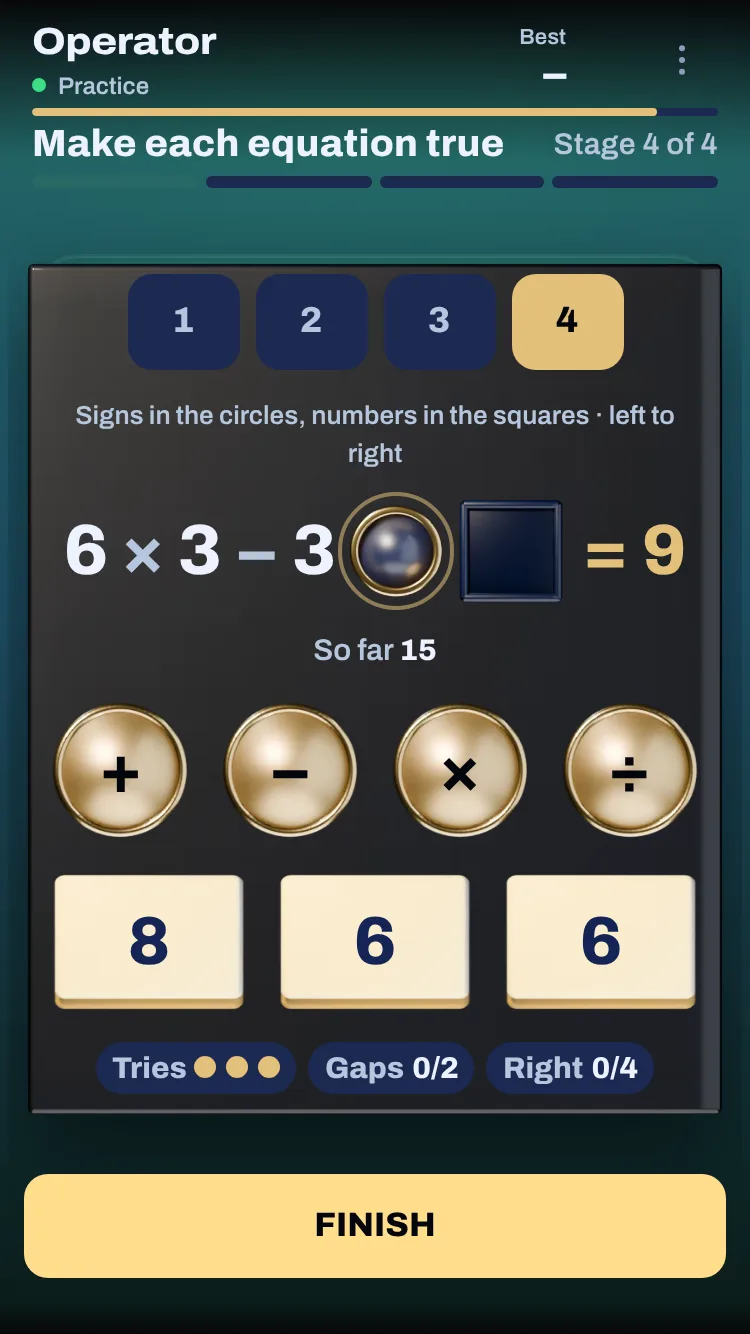 Operator
Best
Practice
–
Make each equation true
Stage 4 of 4
1 2 3 4
Signs in the circles, numbers in the squares · left to
right
6 × 3 – 3 = 9
So far 15
+ − × ÷
8 6 6
Tries
Gaps 0/2
Right 0/4
FINISH